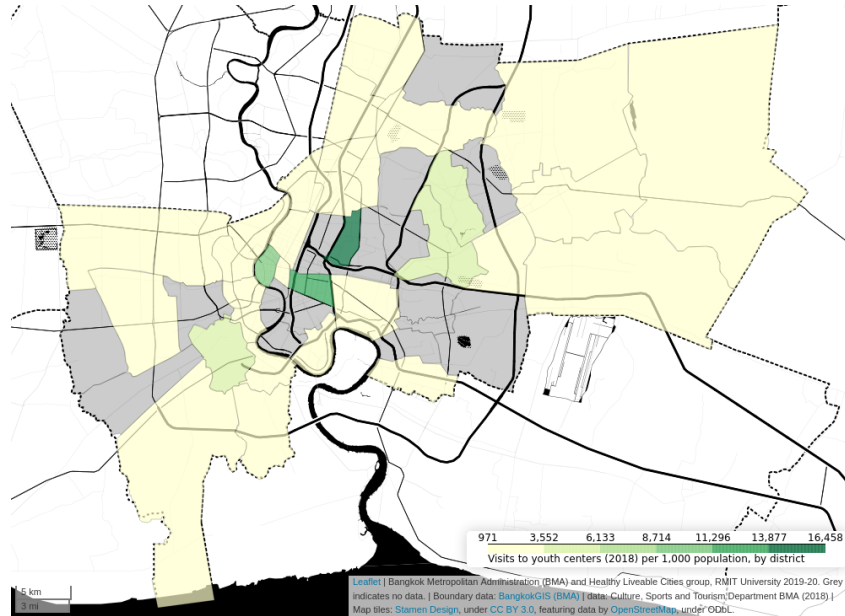 971 3,552 6,133 8,714 11,296 13,877 16,458
Visits to youth centers (2018) per 1,000 population, by district
5 km
3 mi
Leaflet | Bangkok Metropolitan Administration (BMA) and Healthy Liveable Cities group, RMIT University 2019-20. Grey
indicates no data. | Boundary data: BangkokGIS (BMA) | data: Culture, Sports and Tourism Department BMA (2018) |
Map tiles: Stamen Design, under CC BY 3.0, featuring data by OpenStreetMap, under ODbL.